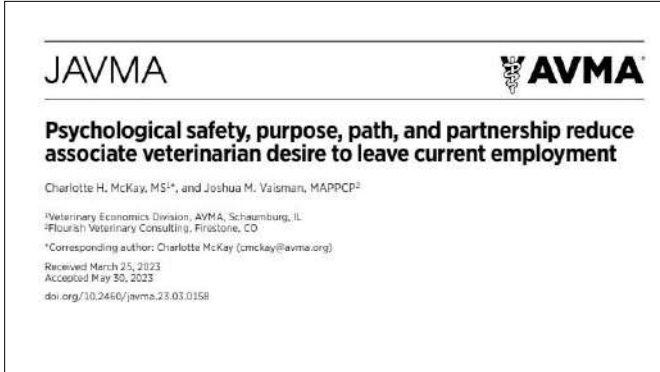 JAVMA
AVMA
Psychological safety, purpose, path, and partnership reduce
associate veterinarian desire to leave current employment
Charlotte H. McKay, MS¹*, and Joshua M. Vaisman, MAPPCP²
¹Veterinary Economics Division, AVMA, Schaumburg, IL
²Flourish Veterinary Consulting, Firestone, CO
*Corresponding author: Charlotte McKay (cmckay@avma.org)
Received March 25, 2023
Accepted May 30, 2023
doi.org/10.2460/javma.23.03.0158